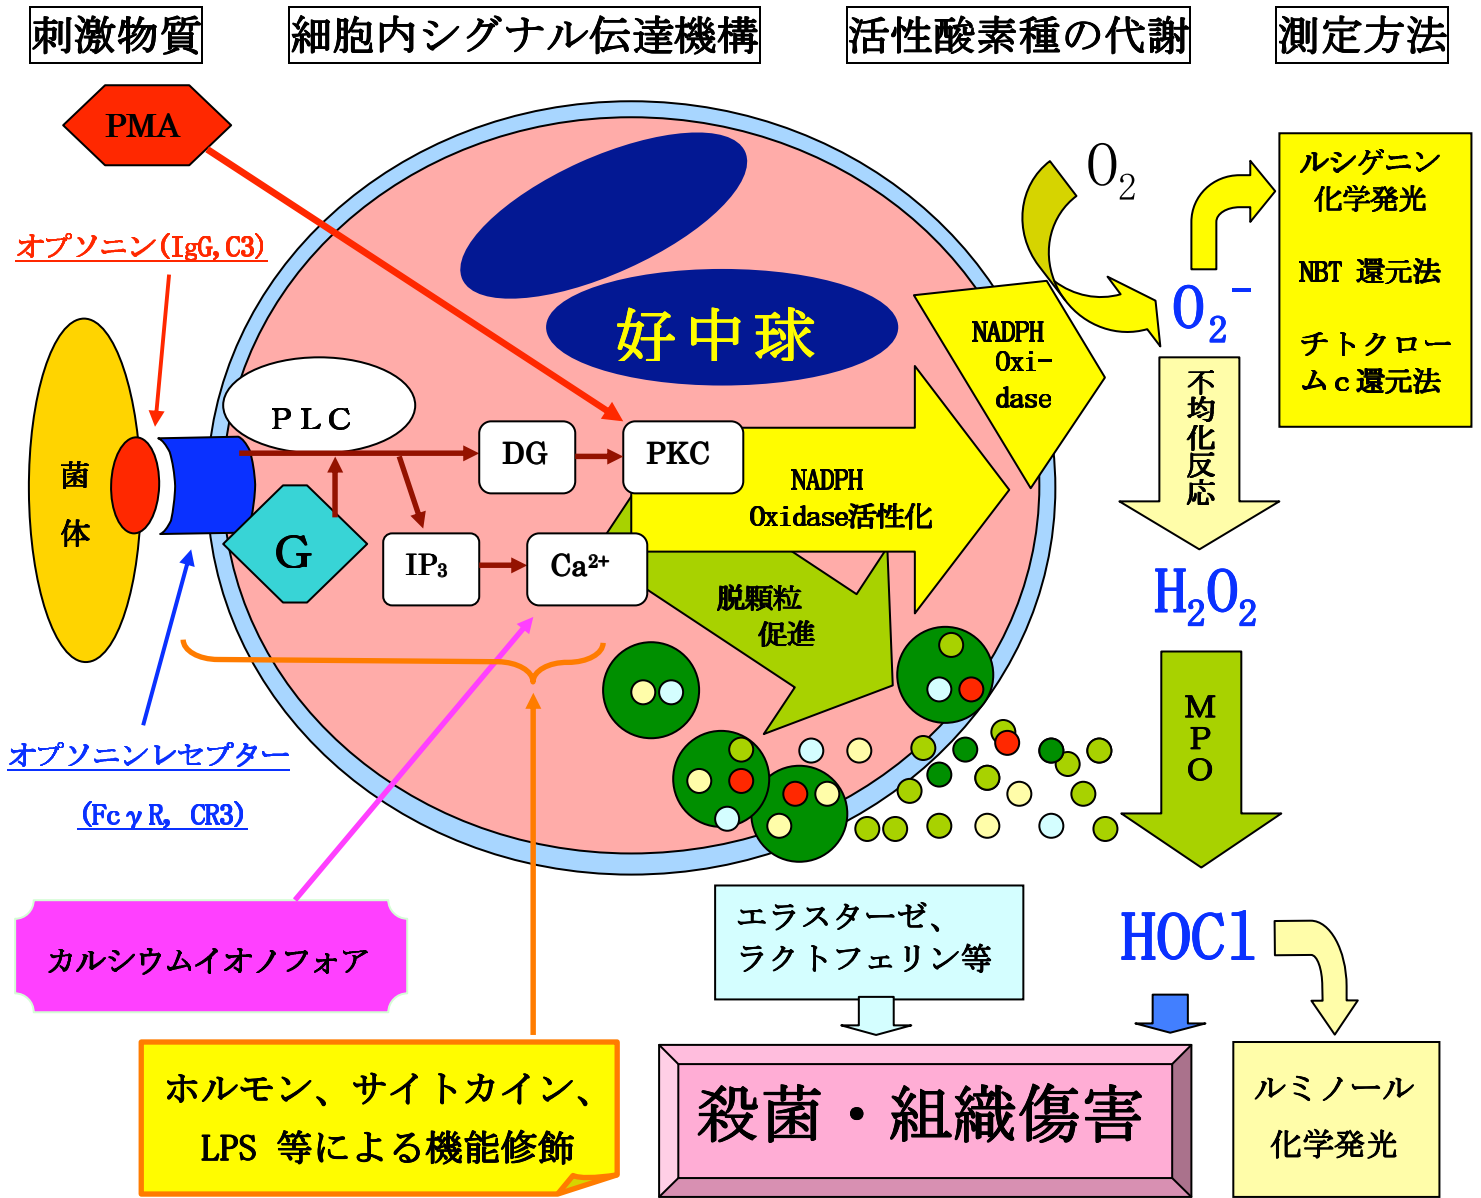 刺激物質
細胞内シグナル伝達機構
活性酸素種の代謝
測定方法
PMA
オプソニン(IgG,C3)
菌
体
オプソニンレセプター
(FcγR, CR3)
カルシウムイオノフォア
ホルモン、サイトカイン、
LPS 等による機能修飾
好中球
PLC
G
DG
PKC
IP₃
Ca²⁺
NADPH
Oxidase活性化
脱顆粒
促進
NADPH
Oxi-
dase
O₂
O₂⁻
不均化反応
H₂O₂
MPO
HOCl
エラスターゼ、
ラクトフェリン等
殺菌・組織傷害
ルシゲニン
化学発光
NBT 還元法
チトクロー
ムc還元法
ルミノール
化学発光